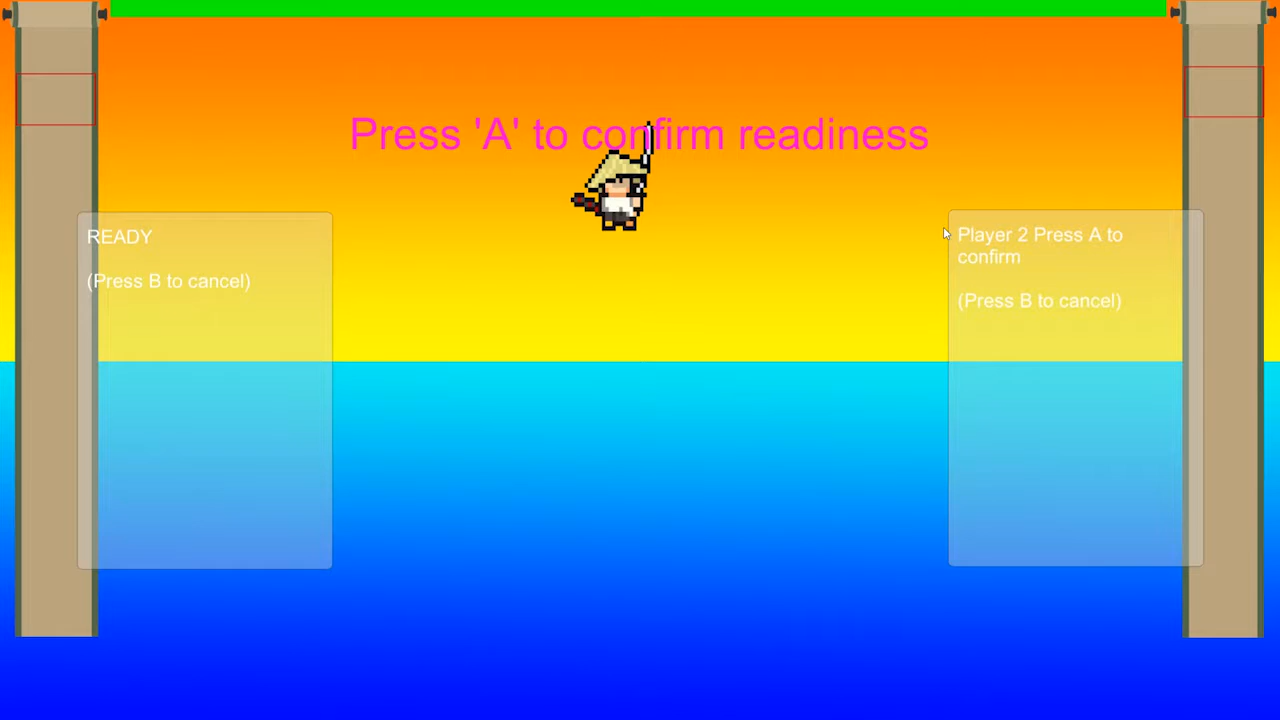 Press 'A' to confirm readiness
READY
(Press B to cancel)
Player 2 Press A to
confirm
(Press B to cancel)